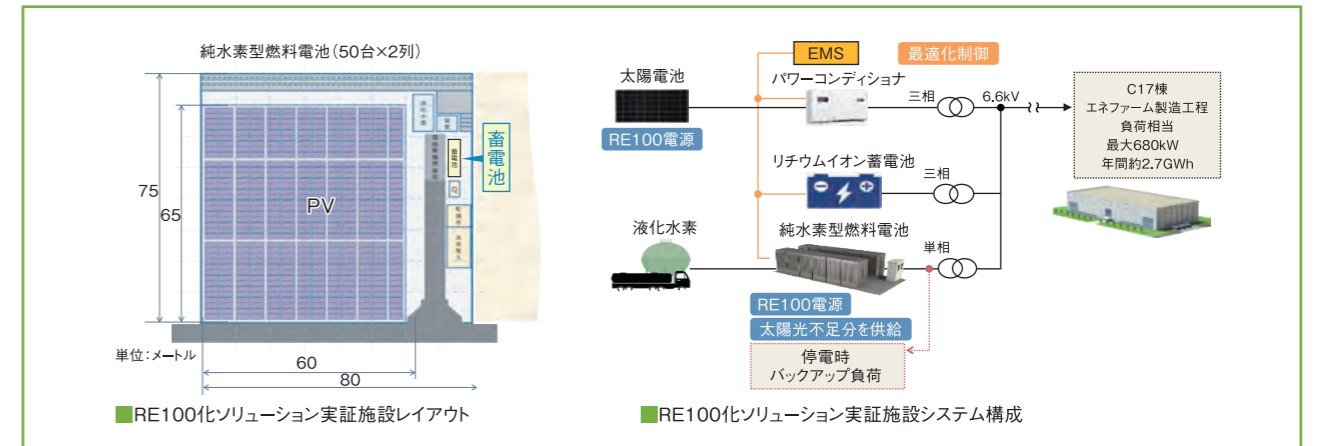 純水素型燃料電池（50台×2列）
75
65
PV
畜電池
蓄電池
Q
単位：メートル
60
80
■RE100化ソリューション実証施設レイアウト
EMS
最適化制御
太陽電池
パワーコンディショナ
三相
6.6kV
RE100電源
リチウムイオン蓄電池
三相
液化水素
純水素型燃料電池
単相
RE100電源
太陽光不足分を供給
停電時
バックアップ負荷
C17棟
エネファーム製造工程
負荷相当
最大680kW
年間約2.7GWh
■RE100化ソリューション実証施設システム構成